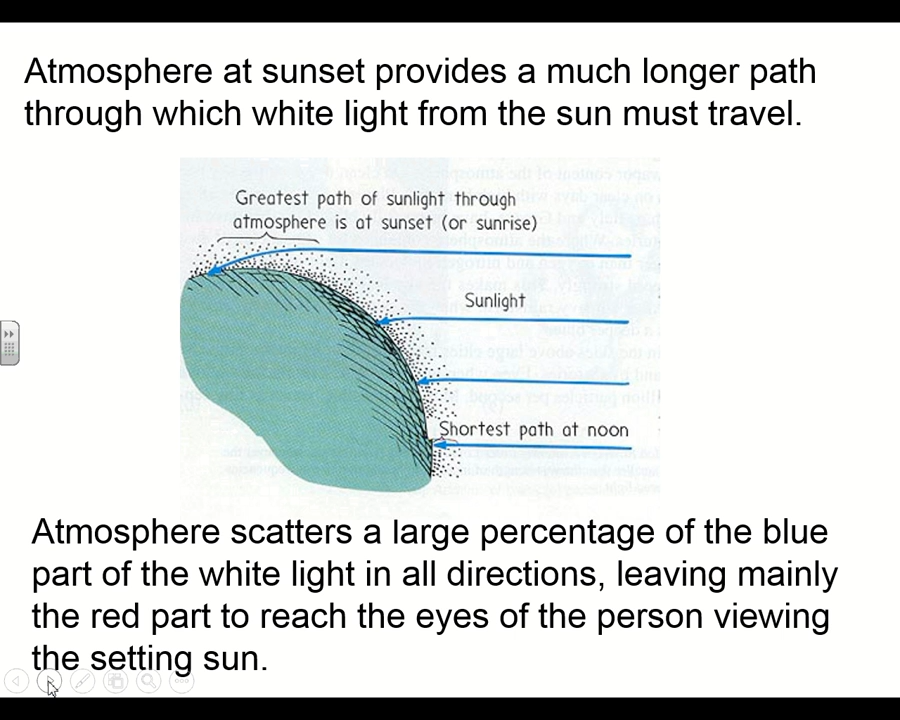 Atmosphere at sunset provides a much longer path
through which white light from the sun must travel.
Greatest path of sunlight through
atmosphere is at sunset (or sunrise)
Sunlight
Shortest path at noon
Atmosphere scatters a large percentage of the blue
part of the white light in all directions, leaving mainly
the red part to reach the eyes of the person viewing
the setting sun.